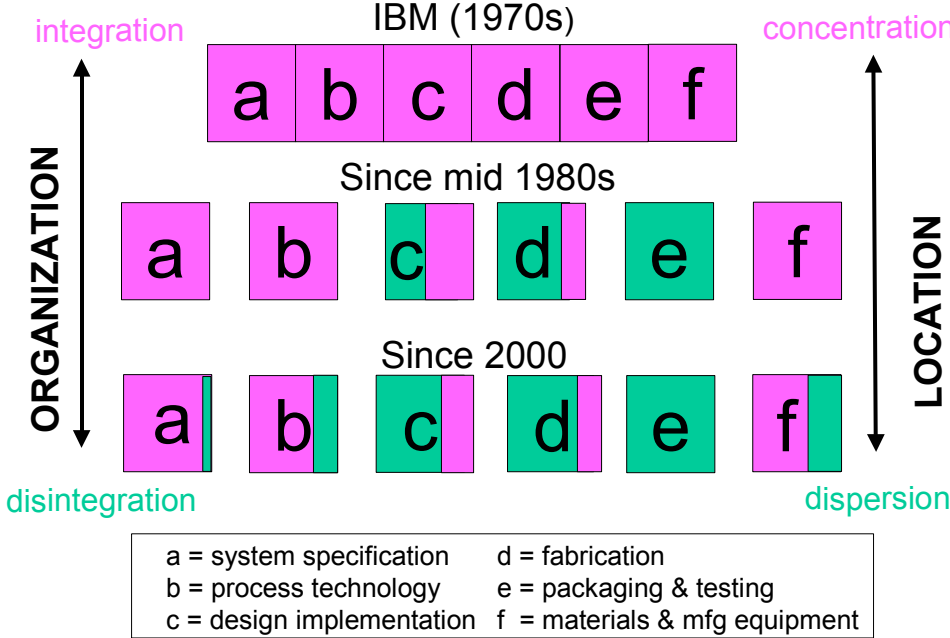 IBM (1970s)
integration
concentration
a b c d e f
Since mid 1980s
a b c d e f
Since 2000
a b c d e f
ORGANIZATION
LOCATION
disintegration
dispersion
a = system specification
b = process technology
c = design implementation
d = fabrication
e = packaging & testing
f = materials & mfg equipment